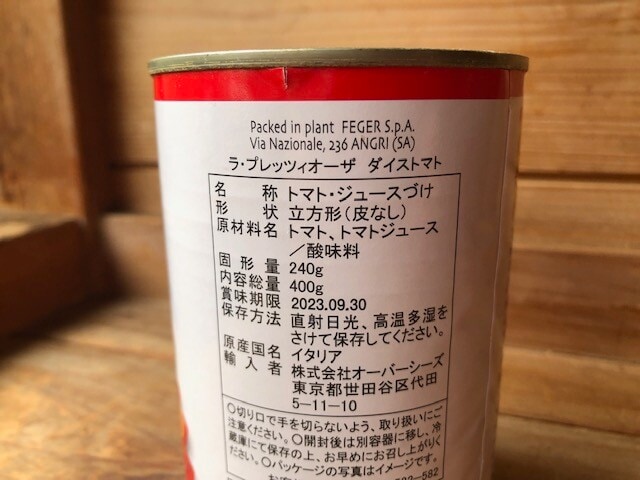 Packed in plant FEGER S.p.A.
Via Nazionale, 236 ANGRI (SA)
ラ・プレッツィオーザ ダイストマト
名称 トマト・ジュースづけ
形状 立方形(皮なし)
原材料名 トマト、トマトジュース
／酸味料
固形量 240g
内容総量 400g
賞味期限 2023.09.30
保存方法 直射日光、高温多湿を
さけて保存してください。
原産国名 イタリア
輸入者 株式会社オーバーシーズ
東京都世田谷区代田
5-11-10
○切り口で手を切らないよう、取り扱いにご
注意ください。○開封後は別容器に移し、冷
蔵庫にて保存の上、お早めにお召し上がりく
ださい。○パッケージの写真はイメージです。